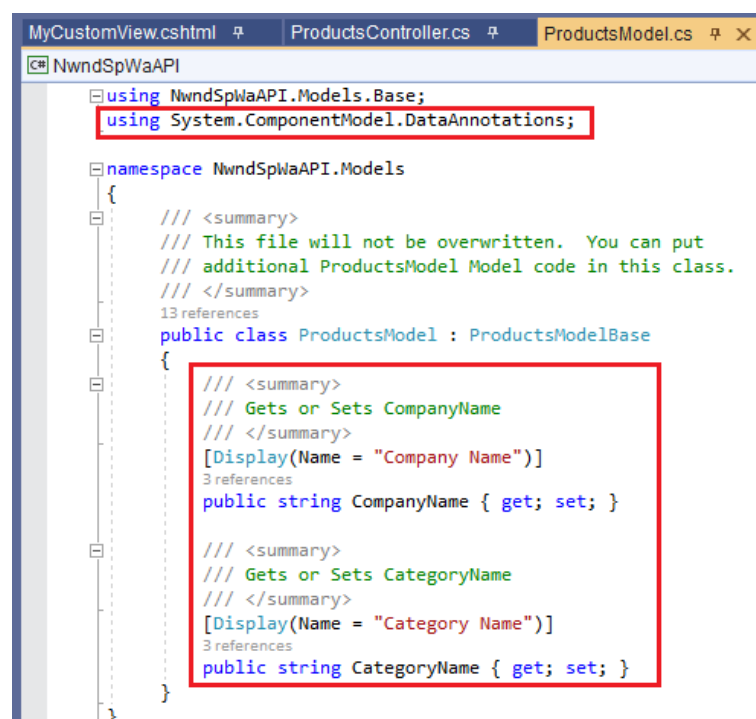 MyCustomView.cshtml ProductsController.cs ProductsModel.cs
C# NwndSpWaAPI
using NwndSpWaAPI.Models.Base;
using System.ComponentModel.DataAnnotations;
namespace NwndSpWaAPI.Models
{
/// <summary>
/// This file will not be overwritten.  You can put
/// additional ProductsModel Model code in this class.
/// </summary>
13 references
public class ProductsModel : ProductsModelBase
{
/// <summary>
/// Gets or Sets CompanyName
/// </summary>
[Display(Name = "Company Name")]
3 references
public string CompanyName { get; set; }
/// <summary>
/// Gets or Sets CategoryName
/// </summary>
[Display(Name = "Category Name")]
3 references
public string CategoryName { get; set; }
}
}